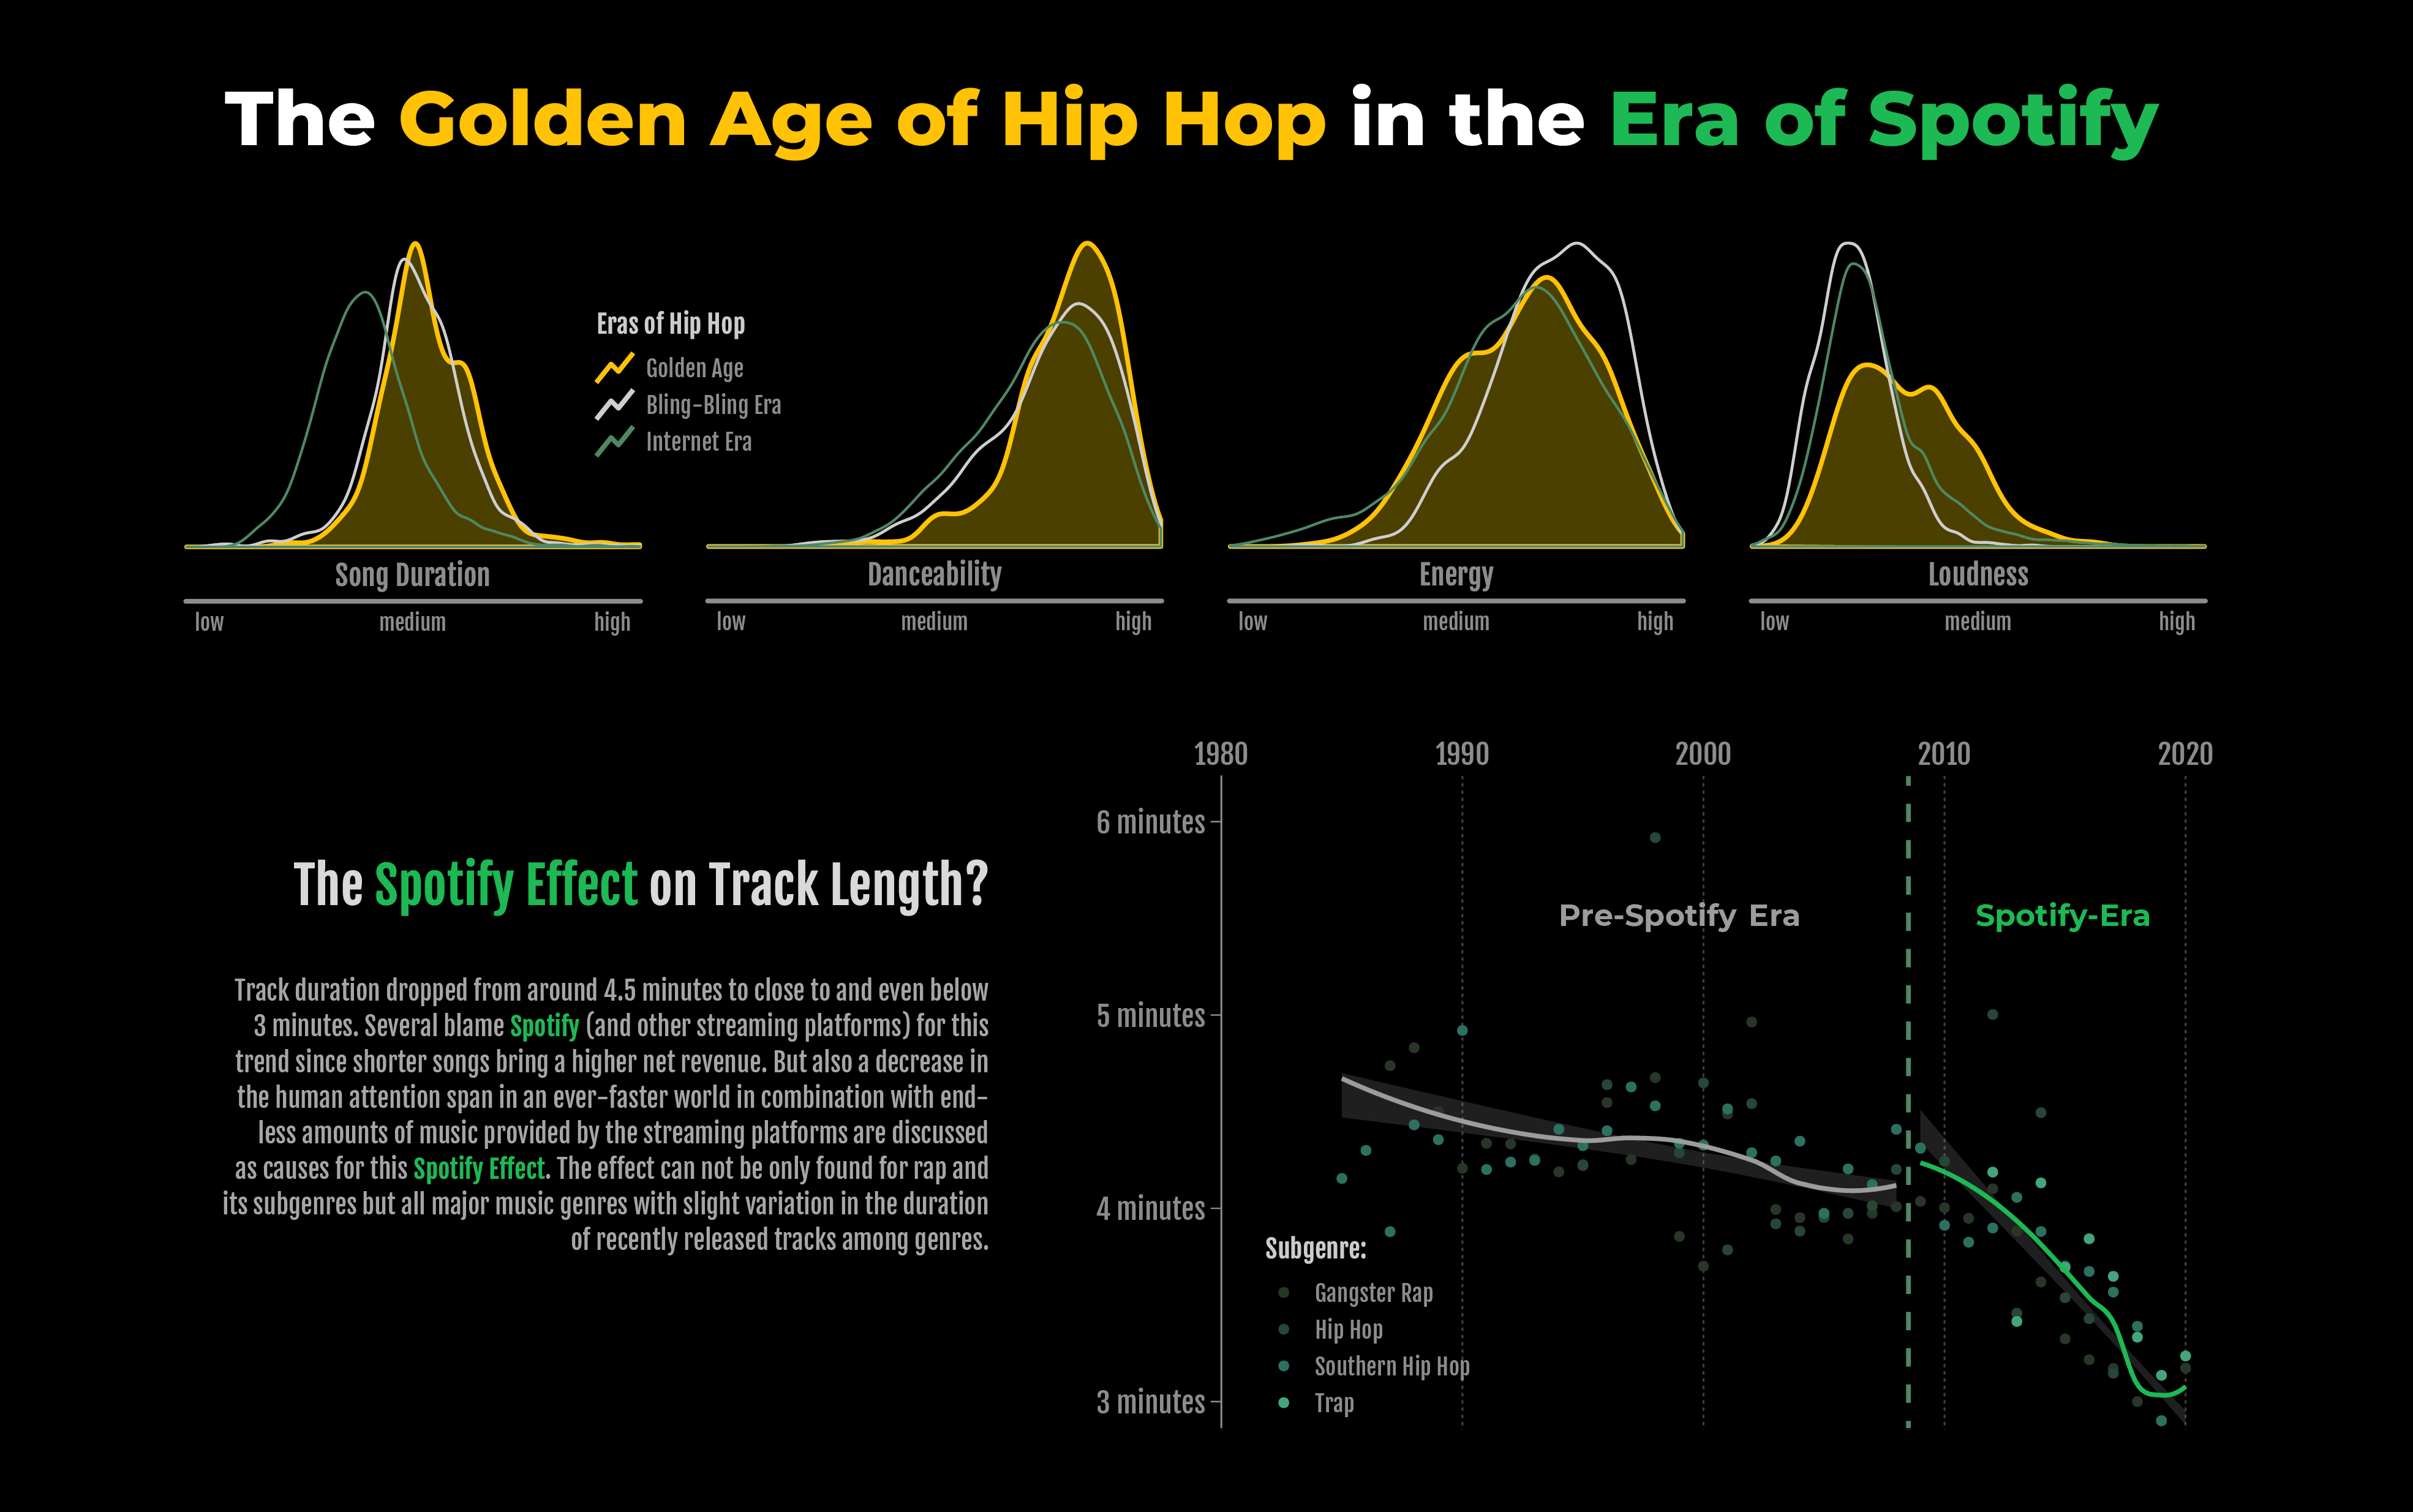 The Golden Age of Hip Hop in the Era of Spotify
Eras of Hip Hop
Golden Age
Bling-Bling Era
Internet Era
Song Duration
low medium high
Danceability
low medium high
Energy
low medium high
Loudness
low medium high
The Spotify Effect on Track Length?
Track duration dropped from around 4.5 minutes to close to and even below
3 minutes. Several blame Spotify (and other streaming platforms) for this
trend since shorter songs bring a higher net revenue. But also a decrease in
the human attention span in an ever-faster world in combination with end-
less amounts of music provided by the streaming platforms are discussed
as causes for this Spotify Effect. The effect can not be only found for rap and
its subgenres but all major music genres with slight variation in the duration
of recently released tracks among genres.
1980 1990 2000 2010 2020
6 minutes
Pre-Spotify Era
Spotify-Era
5 minutes
4 minutes
3 minutes
Subgenre:
Gangster Rap
Hip Hop
Southern Hip Hop
Trap